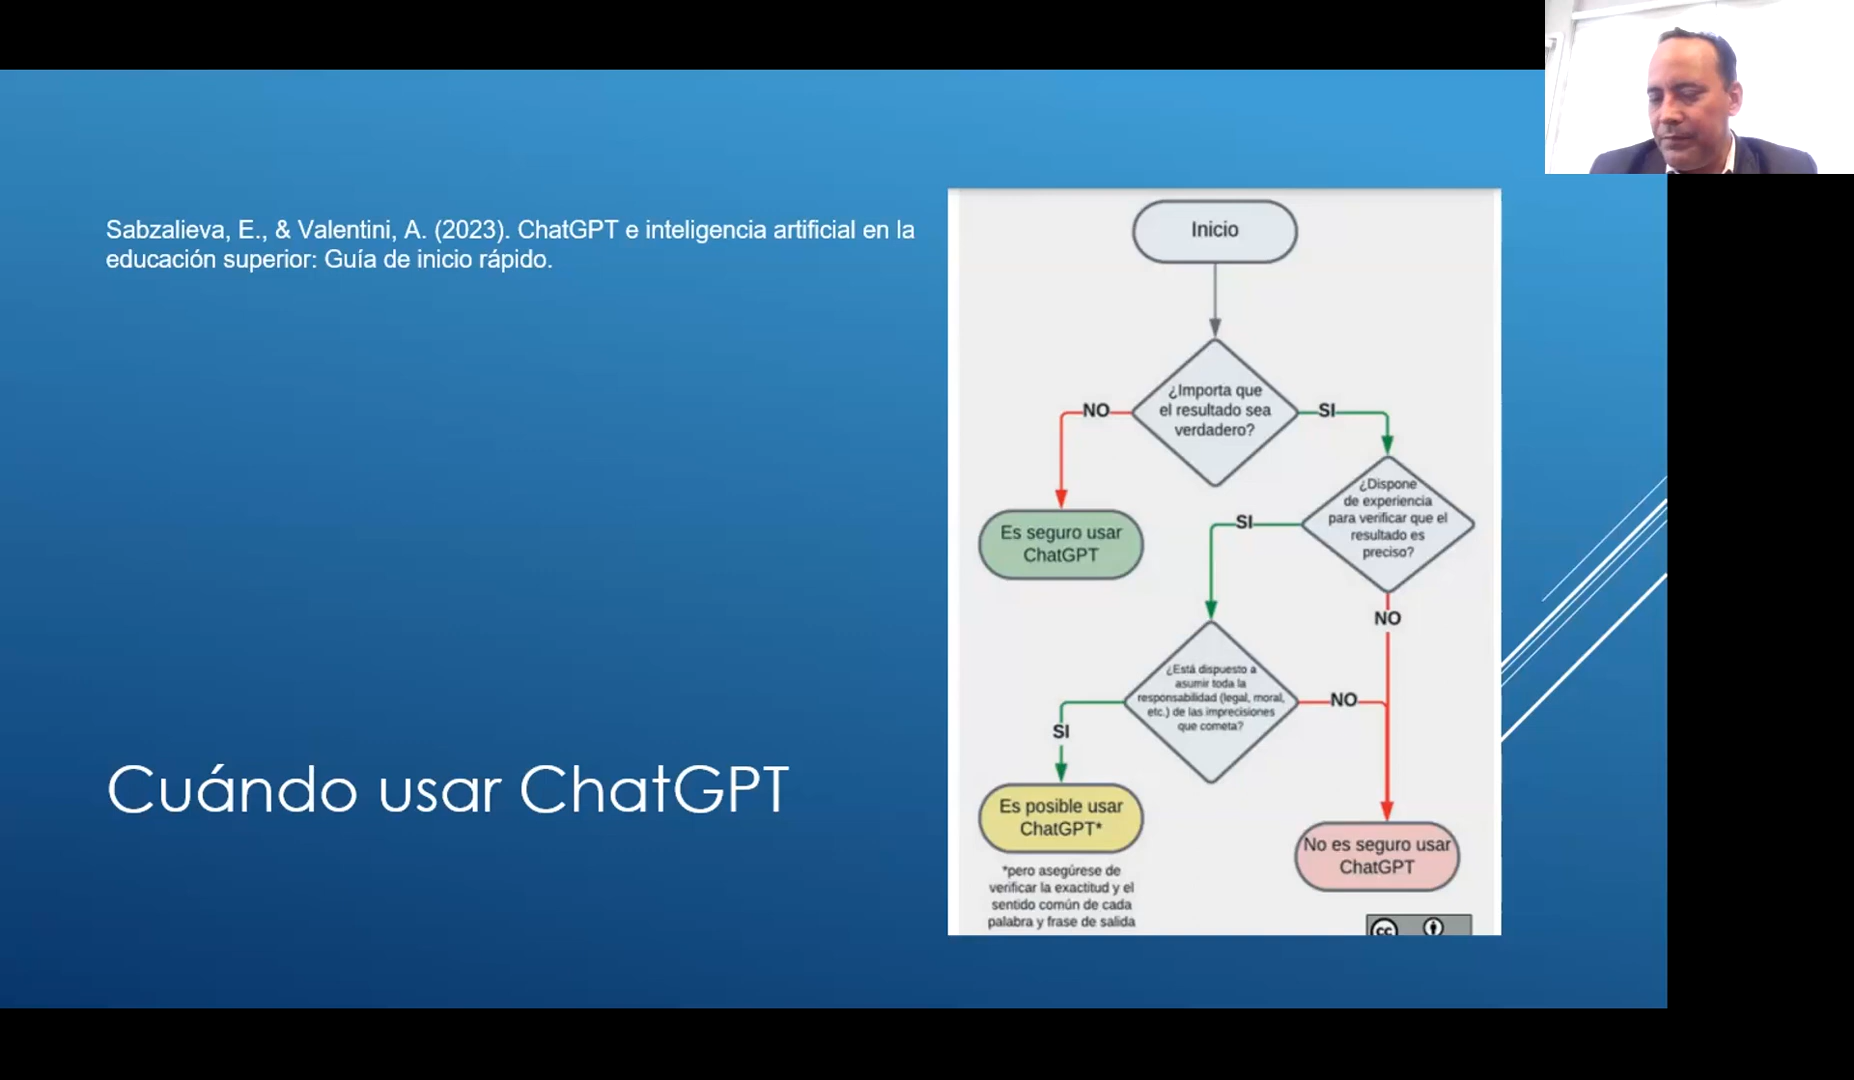 Sabzalieva, E., & Valentini, A. (2023). ChatGPT e inteligencia artificial en la
educación superior: Guía de inicio rápido.
Cuándo usar ChatGPT
Inicio
¿Importa que
el resultado sea
verdadero?
NO
SI
Es seguro usar
ChatGPT
¿Dispone
de experiencia
para verificar que el
resultado es
preciso?
SI
NO
¿Está dispuesto a
asumir toda la
responsabilidad (legal, moral,
etc.) de las imprecisiones
que cometa?
SI
NO
Es posible usar
ChatGPT*
*pero asegúrese de
verificar la exactitud y el
sentido común de cada
palabra y frase de salida
No es seguro usar
ChatGPT
cc